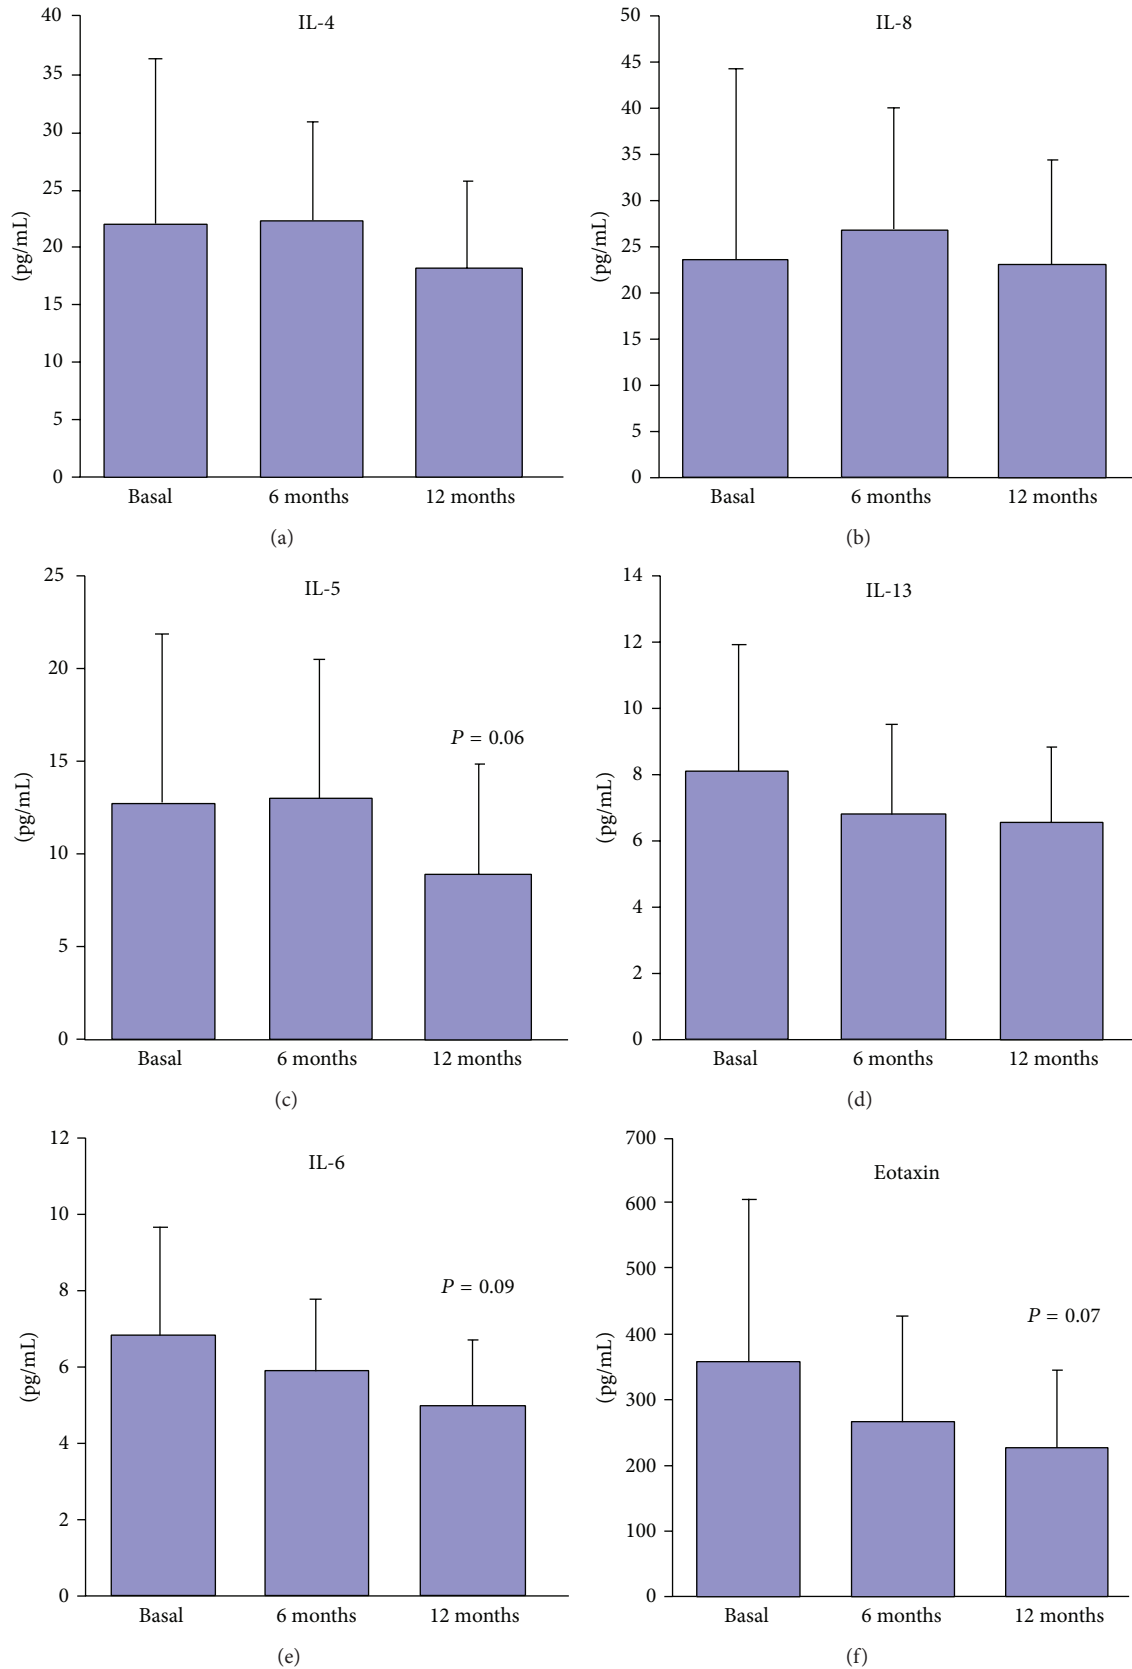 IL-4
40
35
30
25
20
15
10
5
0
(pg/mL)
Basal 6 months 12 months
(a)
IL-8
50
45
40
35
30
25
20
15
10
5
0
(pg/mL)
Basal 6 months 12 months
(b)
IL-5
25
20
15
10
5
0
(pg/mL)
P = 0.06
Basal 6 months 12 months
(c)
IL-13
14
12
10
8
6
4
2
0
(pg/mL)
Basal 6 months 12 months
(d)
IL-6
12
10
8
6
4
2
0
(pg/mL)
P = 0.09
Basal 6 months 12 months
(e)
Eotaxin
700
600
500
400
300
200
100
0
(pg/mL)
P = 0.07
Basal 6 months 12 months
(f)